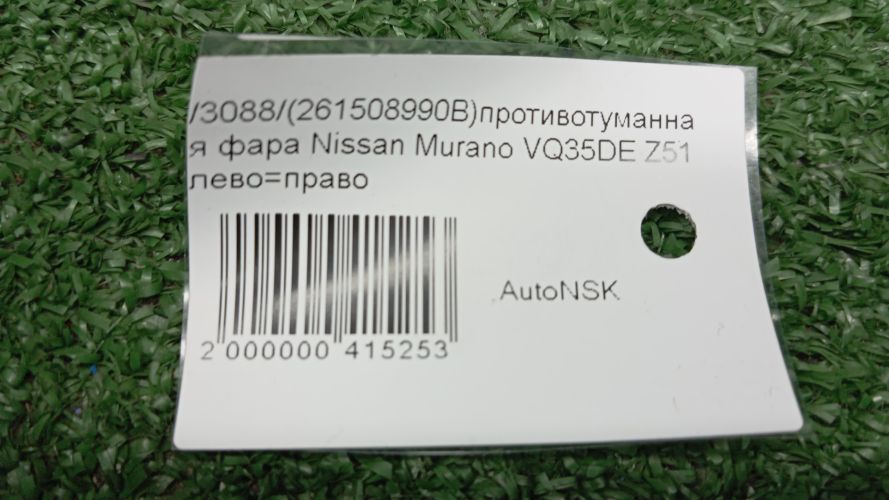 /3088/(261508990B)противотуманна
я фара Nissan Murano VQ35DE Z51
лево=право
AutoNSK
2 000000 415253